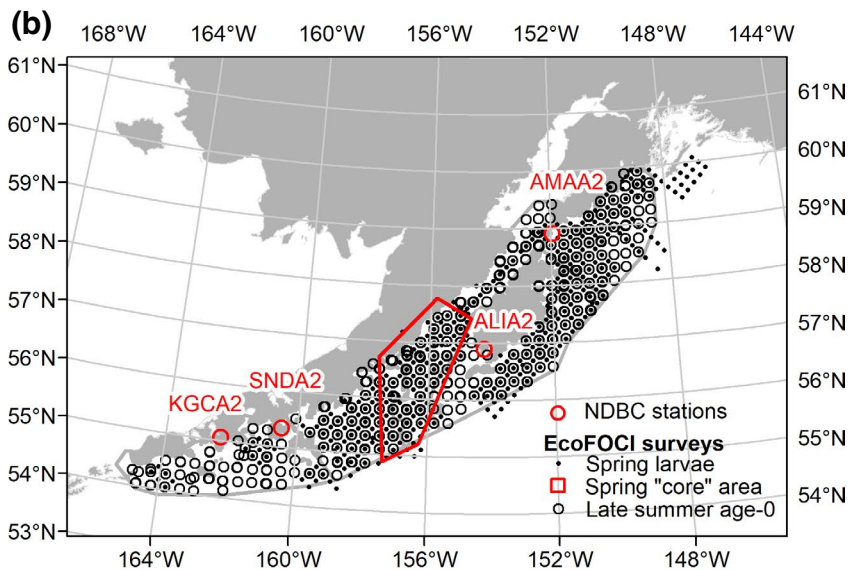 (b)
168°W 164°W 160°W 156°W 152°W 148°W 144°W
61°N
61°N
60°N
60°N
59°N
59°N
58°N
58°N
57°N
57°N
56°N
56°N
55°N
55°N
54°N
54°N
53°N
AMAA2
ALIA2
SNDA2
KGCA2
NDBC stations
EcoFOCI surveys
Spring larvae
Spring "core" area
Late summer age-0
164°W 160°W 156°W 152°W 148°W